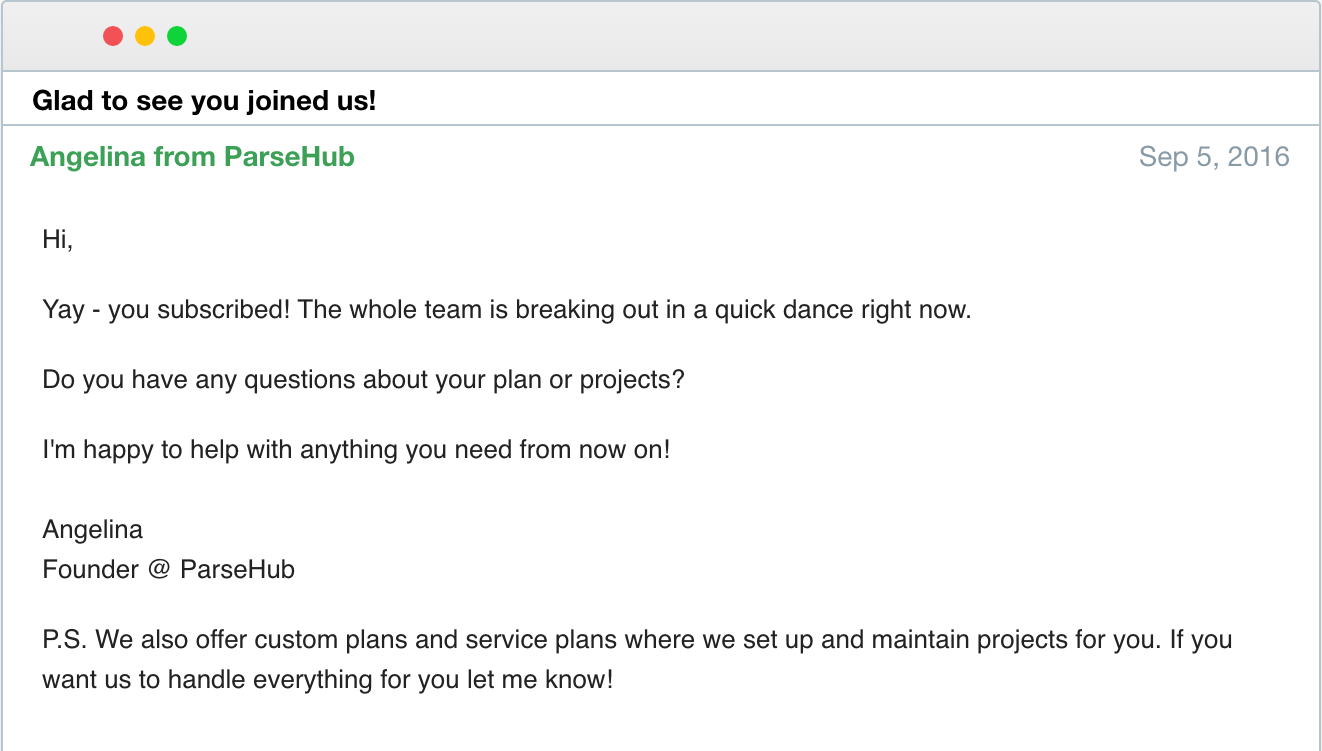 Glad to see you joined us!
Angelina from ParseHub
Sep 5, 2016
Hi,
Yay - you subscribed! The whole team is breaking out in a quick dance right now.
Do you have any questions about your plan or projects?
I'm happy to help with anything you need from now on!
Angelina
Founder @ ParseHub
P.S. We also offer custom plans and service plans where we set up and maintain projects for you. If you
want us to handle everything for you let me know!